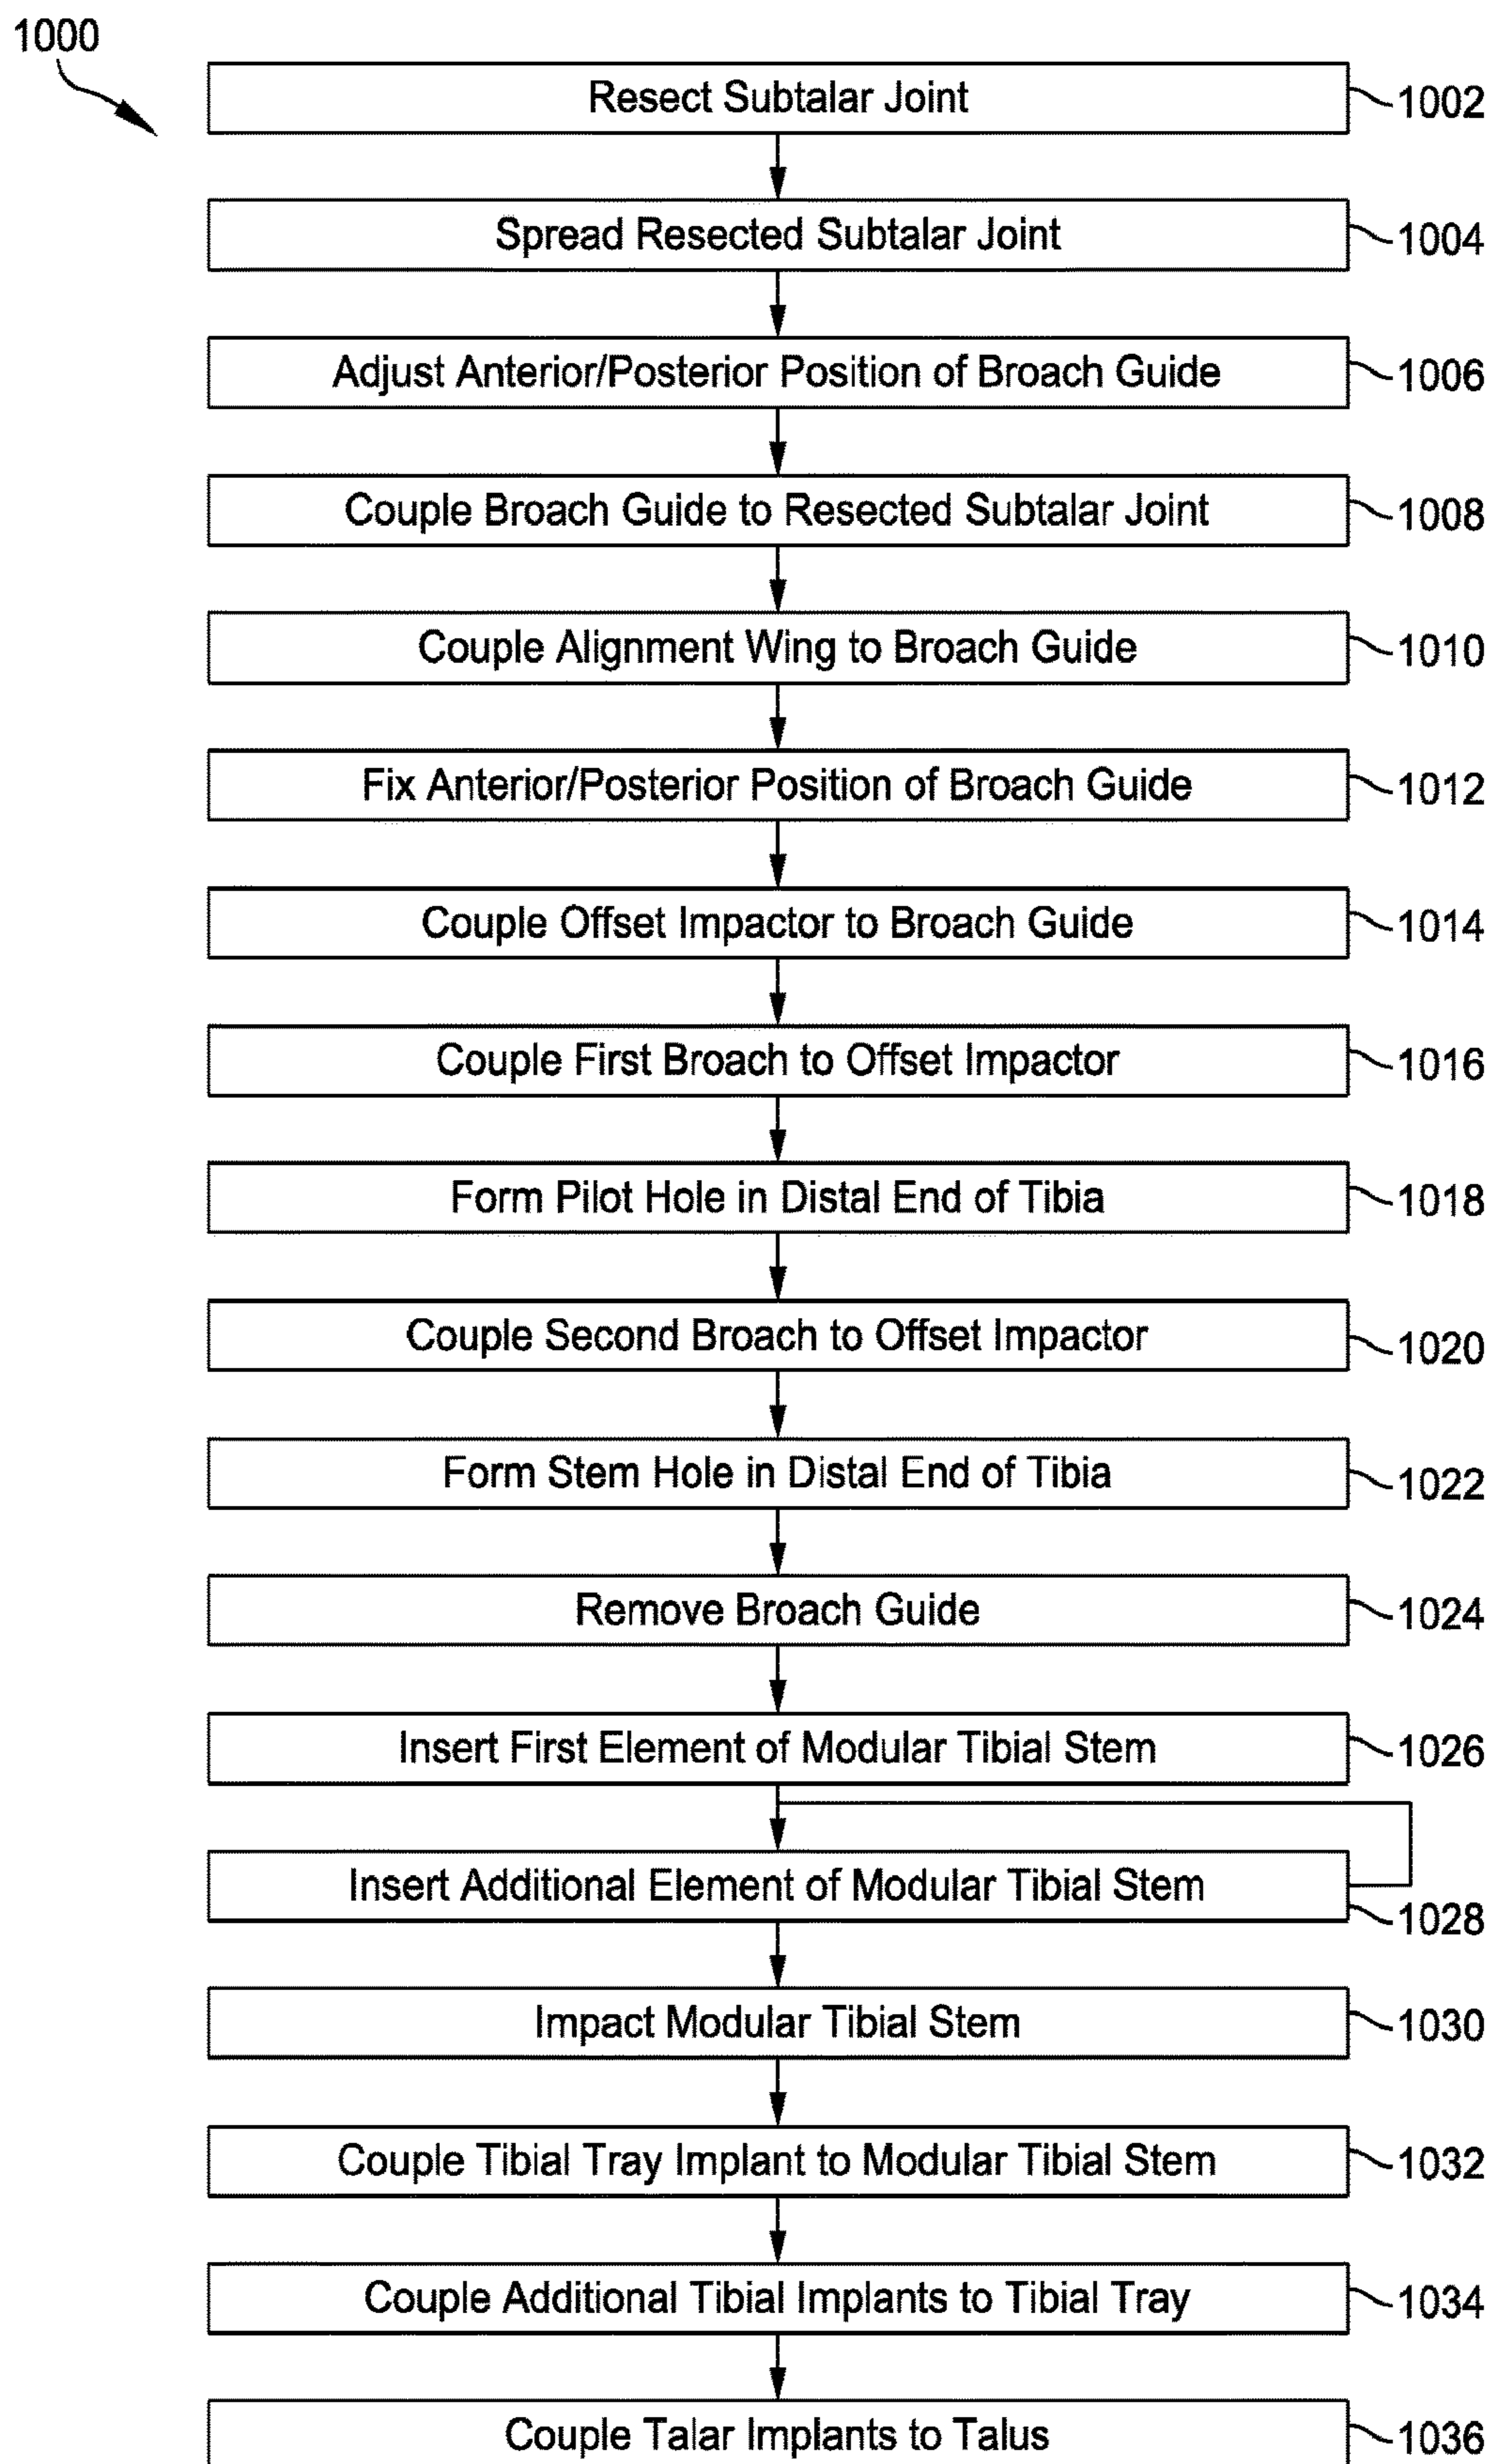 1000
Resect Subtalar Joint 1002
Spread Resected Subtalar Joint 1004
Adjust Anterior/Posterior Position of Broach Guide 1006
Couple Broach Guide to Resected Subtalar Joint 1008
Couple Alignment Wing to Broach Guide 1010
Fix Anterior/Posterior Position of Broach Guide 1012
Couple Offset Impactor to Broach Guide 1014
Couple First Broach to Offset Impactor 1016
Form Pilot Hole in Distal End of Tibia 1018
Couple Second Broach to Offset Impactor 1020
Form Stem Hole in Distal End of Tibia 1022
Remove Broach Guide 1024
Insert First Element of Modular Tibial Stem 1026
Insert Additional Element of Modular Tibial Stem 1028
Impact Modular Tibial Stem 1030
Couple Tibial Tray Implant to Modular Tibial Stem 1032
Couple Additional Tibial Implants to Tibial Tray 1034
Couple Talar Implants to Talus 1036